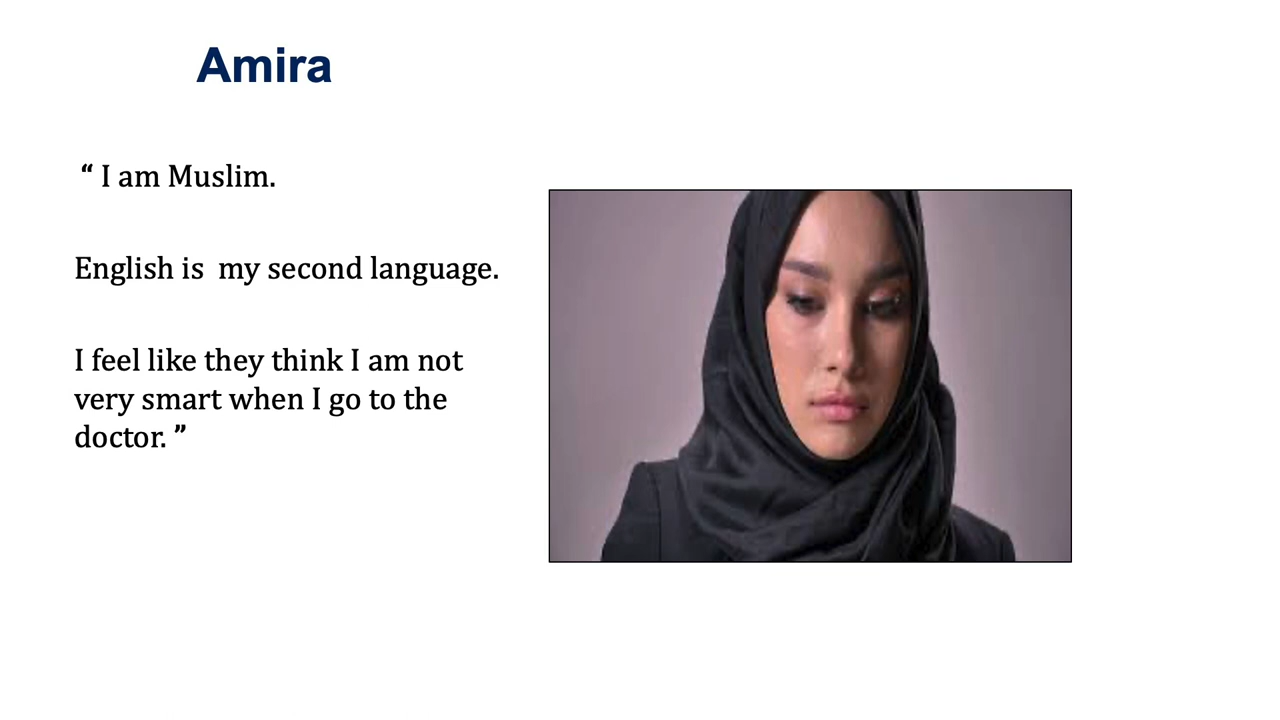 Amira
“ I am Muslim.
English is  my second language.
I feel like they think I am not
very smart when I go to the
doctor. ”